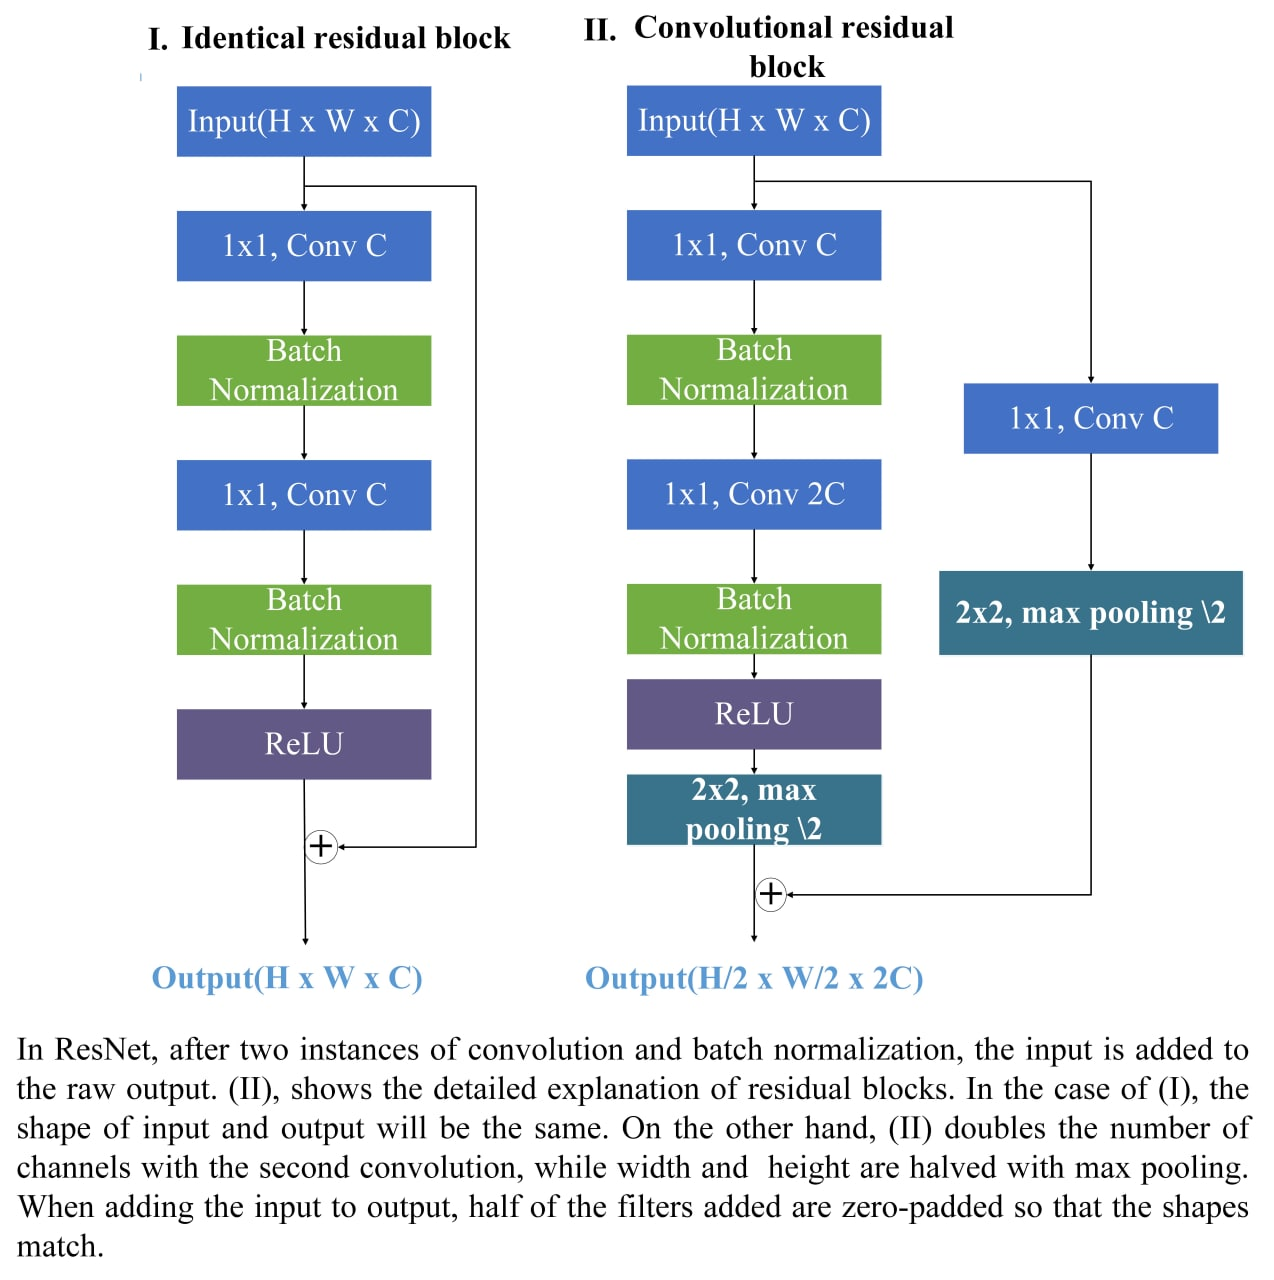 I. Identical residual block
Input(H x W x C)
1x1, Conv C
Batch
Normalization
1x1, Conv C
Batch
Normalization
ReLU
+
Output(H x W x C)
II. Convolutional residual
block
Input(H x W x C)
1x1, Conv C
Batch
Normalization
1x1, Conv 2C
Batch
Normalization
ReLU
2x2, max
pooling \2
1x1, Conv C
2x2, max pooling \2
+
Output(H/2 x W/2 x 2C)
In ResNet, after two instances of convolution and batch normalization, the input is added to
the raw output. (II), shows the detailed explanation of residual blocks. In the case of (I), the
shape of input and output will be the same. On the other hand, (II) doubles the number of
channels with the second convolution, while width and height are halved with max pooling.
When adding the input to output, half of the filters added are zero-padded so that the shapes
match.